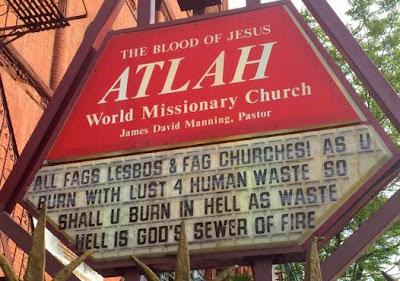 THE BLOOD OF JESUS
ATLAH
World Missionary Church
James David Manning, Pastor
ALL FAGS LESBOS & FAG CHURCHES! AS U
BURN WITH LUST 4 HUMAN WASTE SO
SHALL U BURN IN HELL AS WASTE
HELL IS GOD'S SEWER OF FIRE